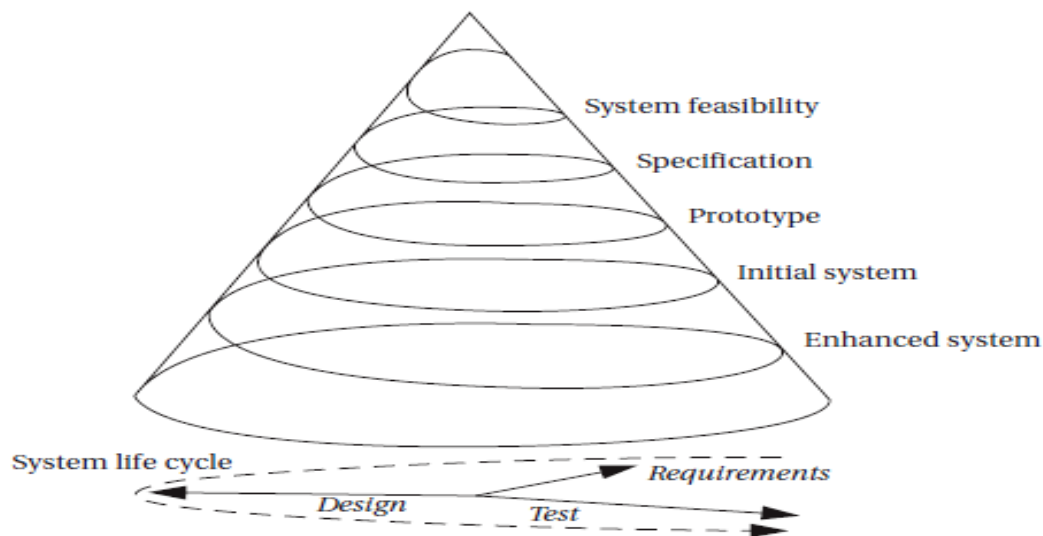 System feasibility
Specification
Prototype
Initial system
Enhanced system
System life cycle
Requirements
Design
Test